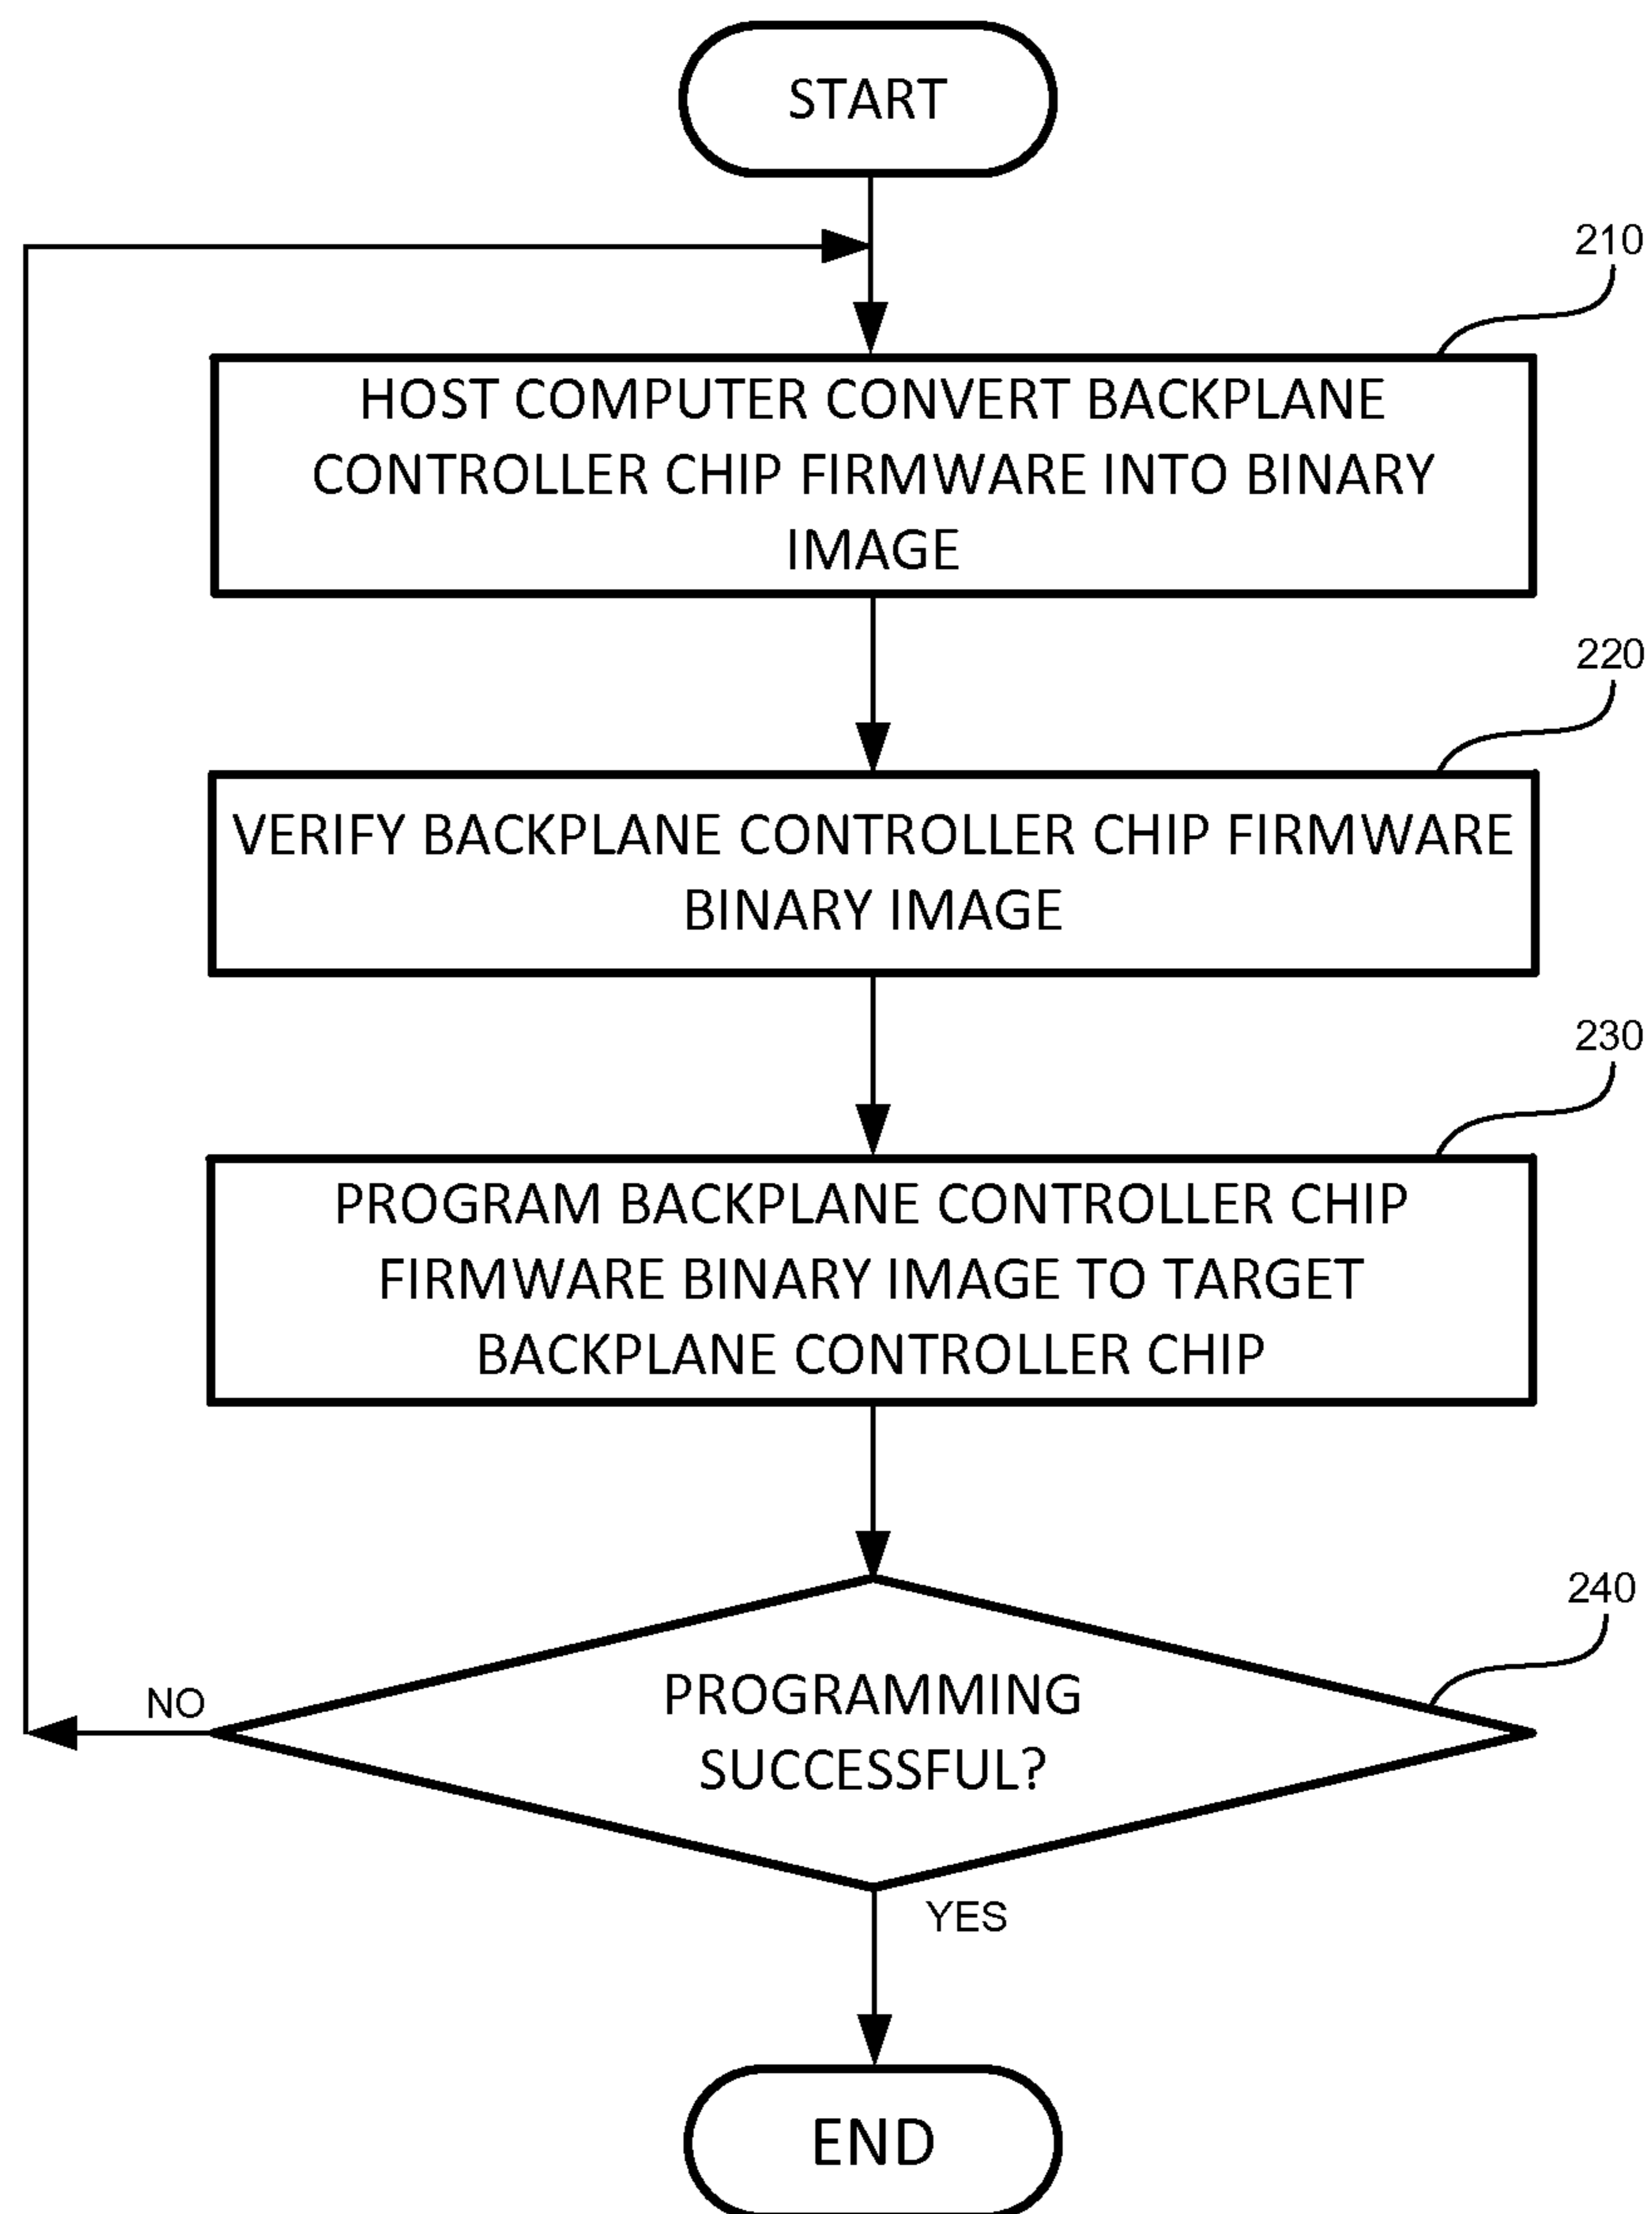 START
210
HOST COMPUTER CONVERT BACKPLANE
CONTROLLER CHIP FIRMWARE INTO BINARY
IMAGE
220
VERIFY BACKPLANE CONTROLLER CHIP FIRMWARE
BINARY IMAGE
230
PROGRAM BACKPLANE CONTROLLER CHIP
FIRMWARE BINARY IMAGE TO TARGET
BACKPLANE CONTROLLER CHIP
240
PROGRAMMING
SUCCESSFUL?
NO
YES
END